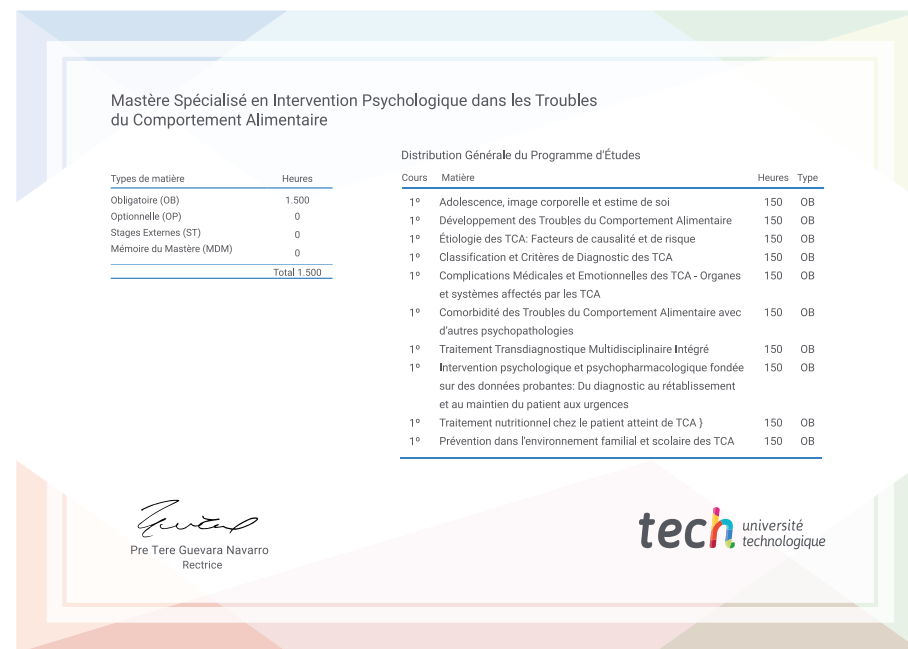 Mastère Spécialisé en Intervention Psychologique dans les Troubles
du Comportement Alimentaire
Types de matière Heures
Obligatoire (OB) 1.500
Optionnelle (OP) 0
Stages Externes (ST) 0
Mémoire du Mastère (MDM) 0
Total 1.500
Distribution Générale du Programme d'Études
Cours Matière Heures Type
1º Adolescence, image corporelle et estime de soi 150 OB
1º Développement des Troubles du Comportement Alimentaire 150 OB
1º Étiologie des TCA: Facteurs de causalité et de risque 150 OB
1º Classification et Critères de Diagnostic des TCA 150 OB
1º Complications Médicales et Emotionnelles des TCA - Organes 150 OB
et systèmes affectés par les TCA
1º Comorbidité des Troubles du Comportement Alimentaire avec 150 OB
d'autres psychopathologies
1º Traitement Transdiagnostique Multidisciplinaire Intégré 150 OB
1º Intervention psychologique et psychopharmacologique fondée 150 OB
sur des données probantes: Du diagnostic au rétablissement
et au maintien du patient aux urgences
1º Traitement nutritionnel chez le patient atteint de TCA } 150 OB
1º Prévention dans l'environnement familial et scolaire des TCA 150 OB
Pre Tere Guevara Navarro
Rectrice
tech université
technologique